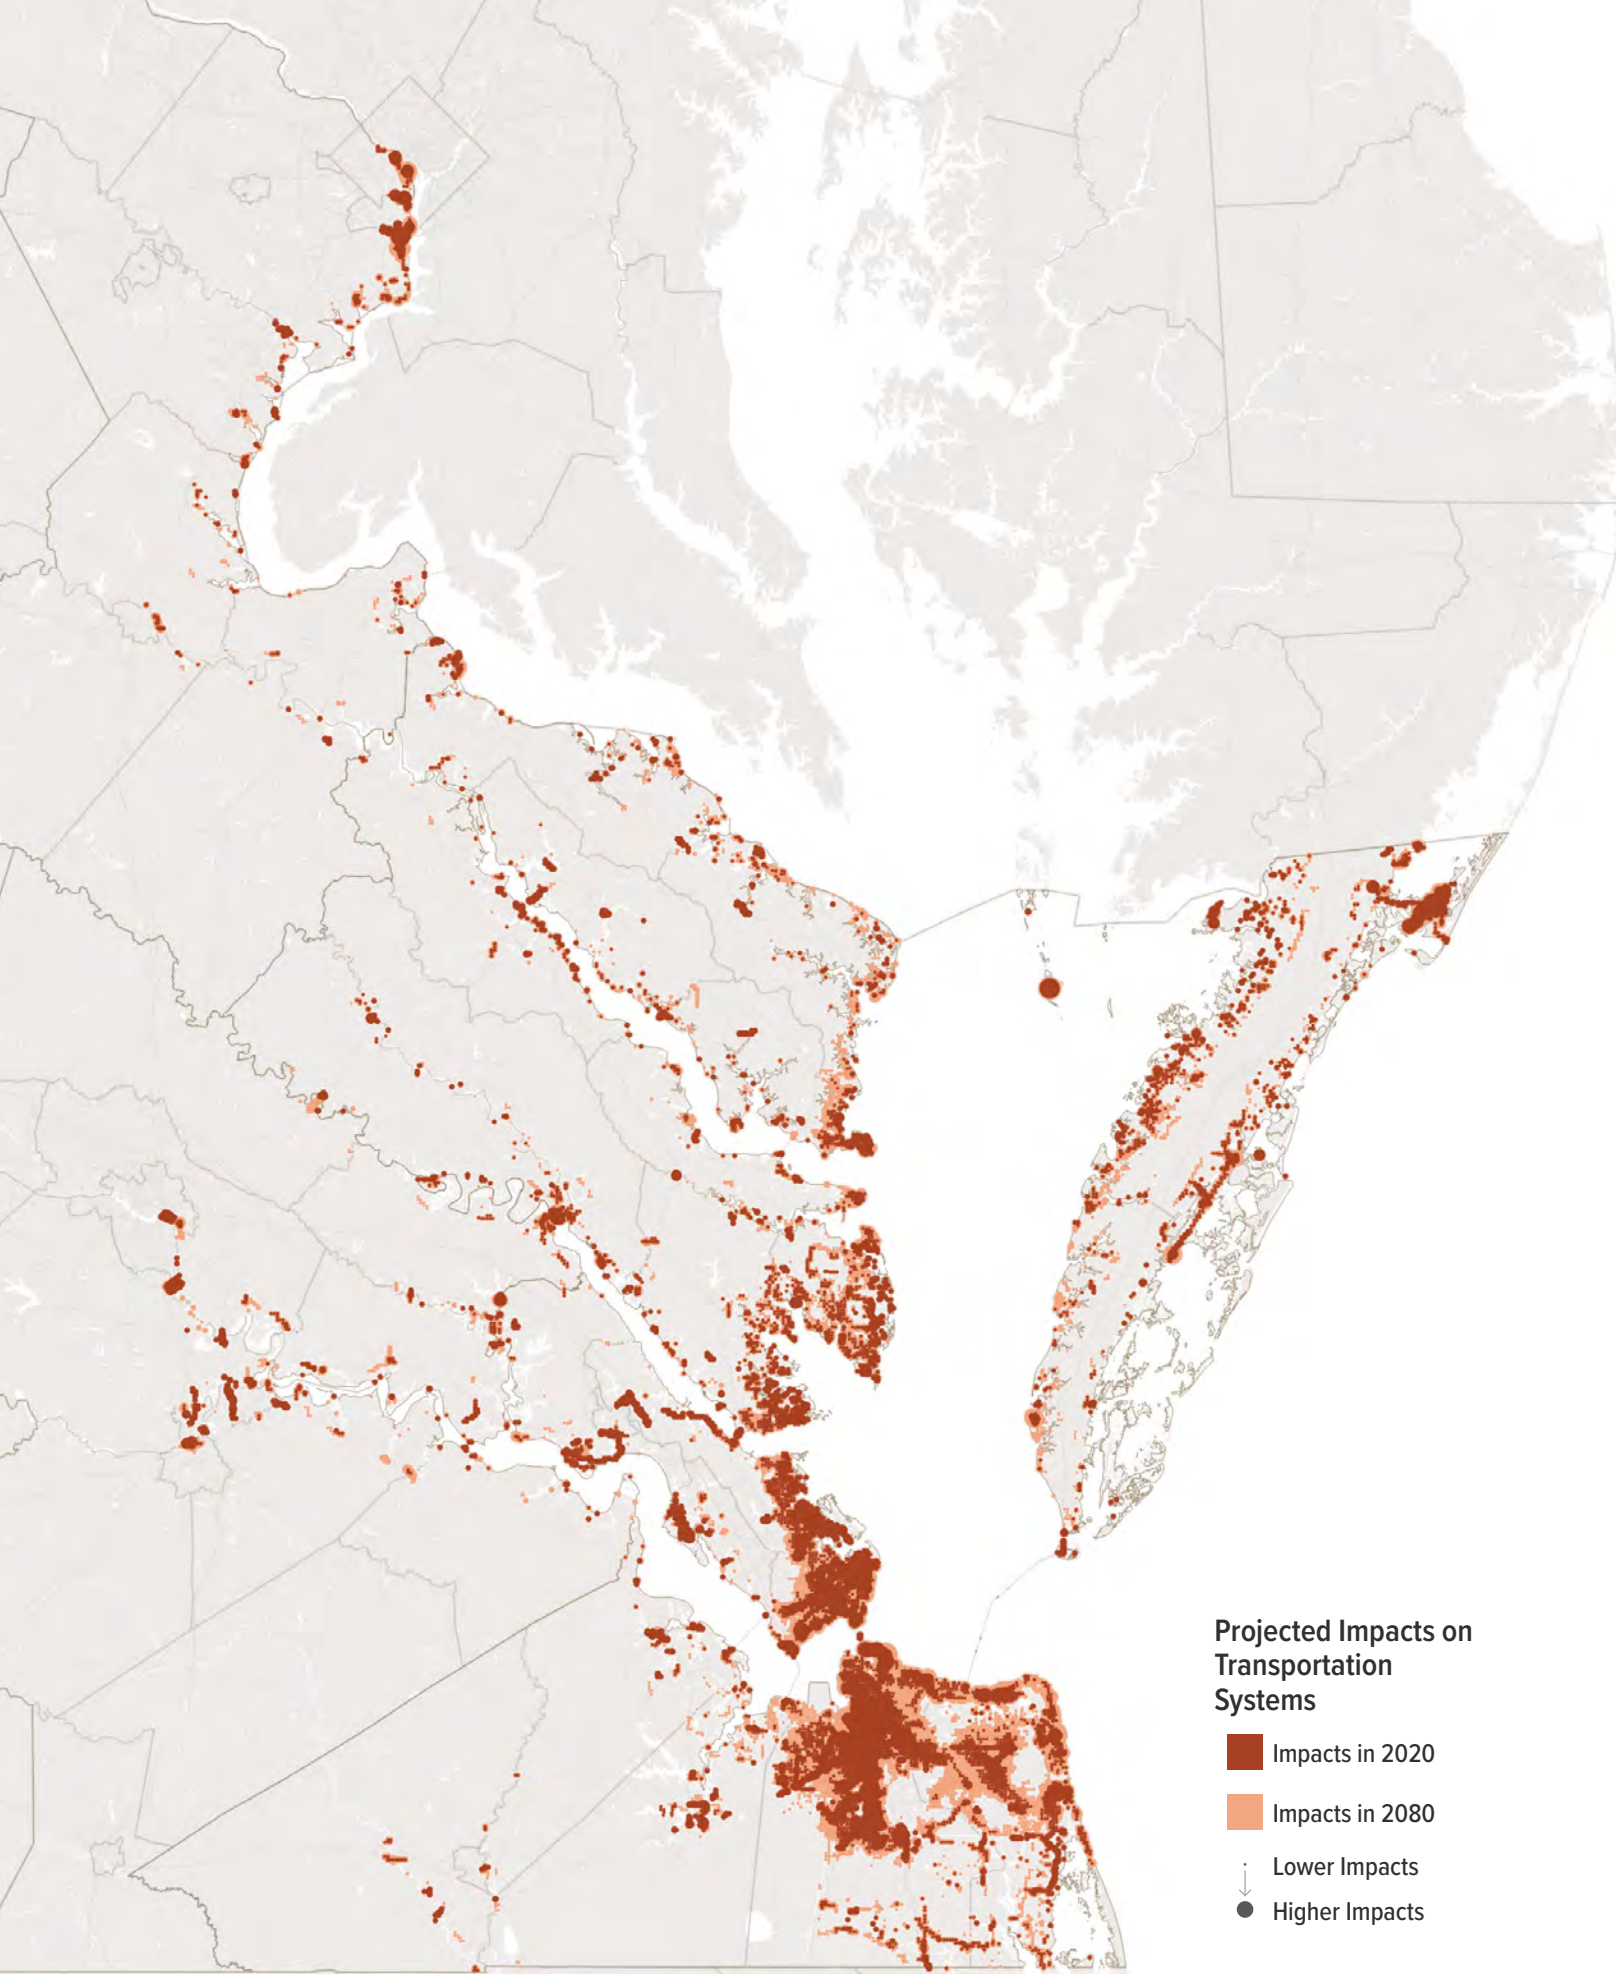 Projected Impacts on
Transportation
Systems
Impacts in 2020
Impacts in 2080
Lower Impacts
Higher Impacts